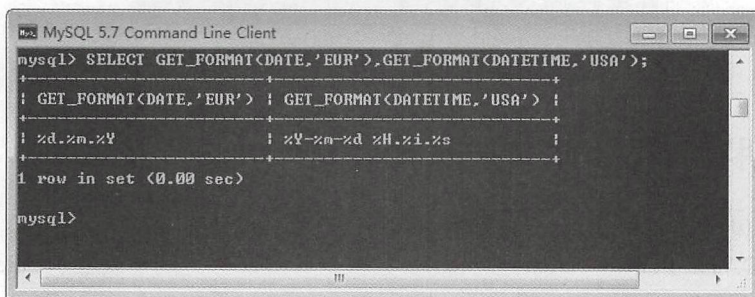 MySQL 5.7 Command Line Client
mysql> SELECT GET_FORMAT(DATE,'EUR'),GET_FORMAT(DATETIME,'USA');
+------------------------+----------------------------+
| GET_FORMAT(DATE,'EUR') | GET_FORMAT(DATETIME,'USA') |
+------------------------+----------------------------+
| %d.%m.%Y | %Y-%m-%d %H.%i.%s |
+------------------------+----------------------------+
1 row in set (0.00 sec)
mysql>